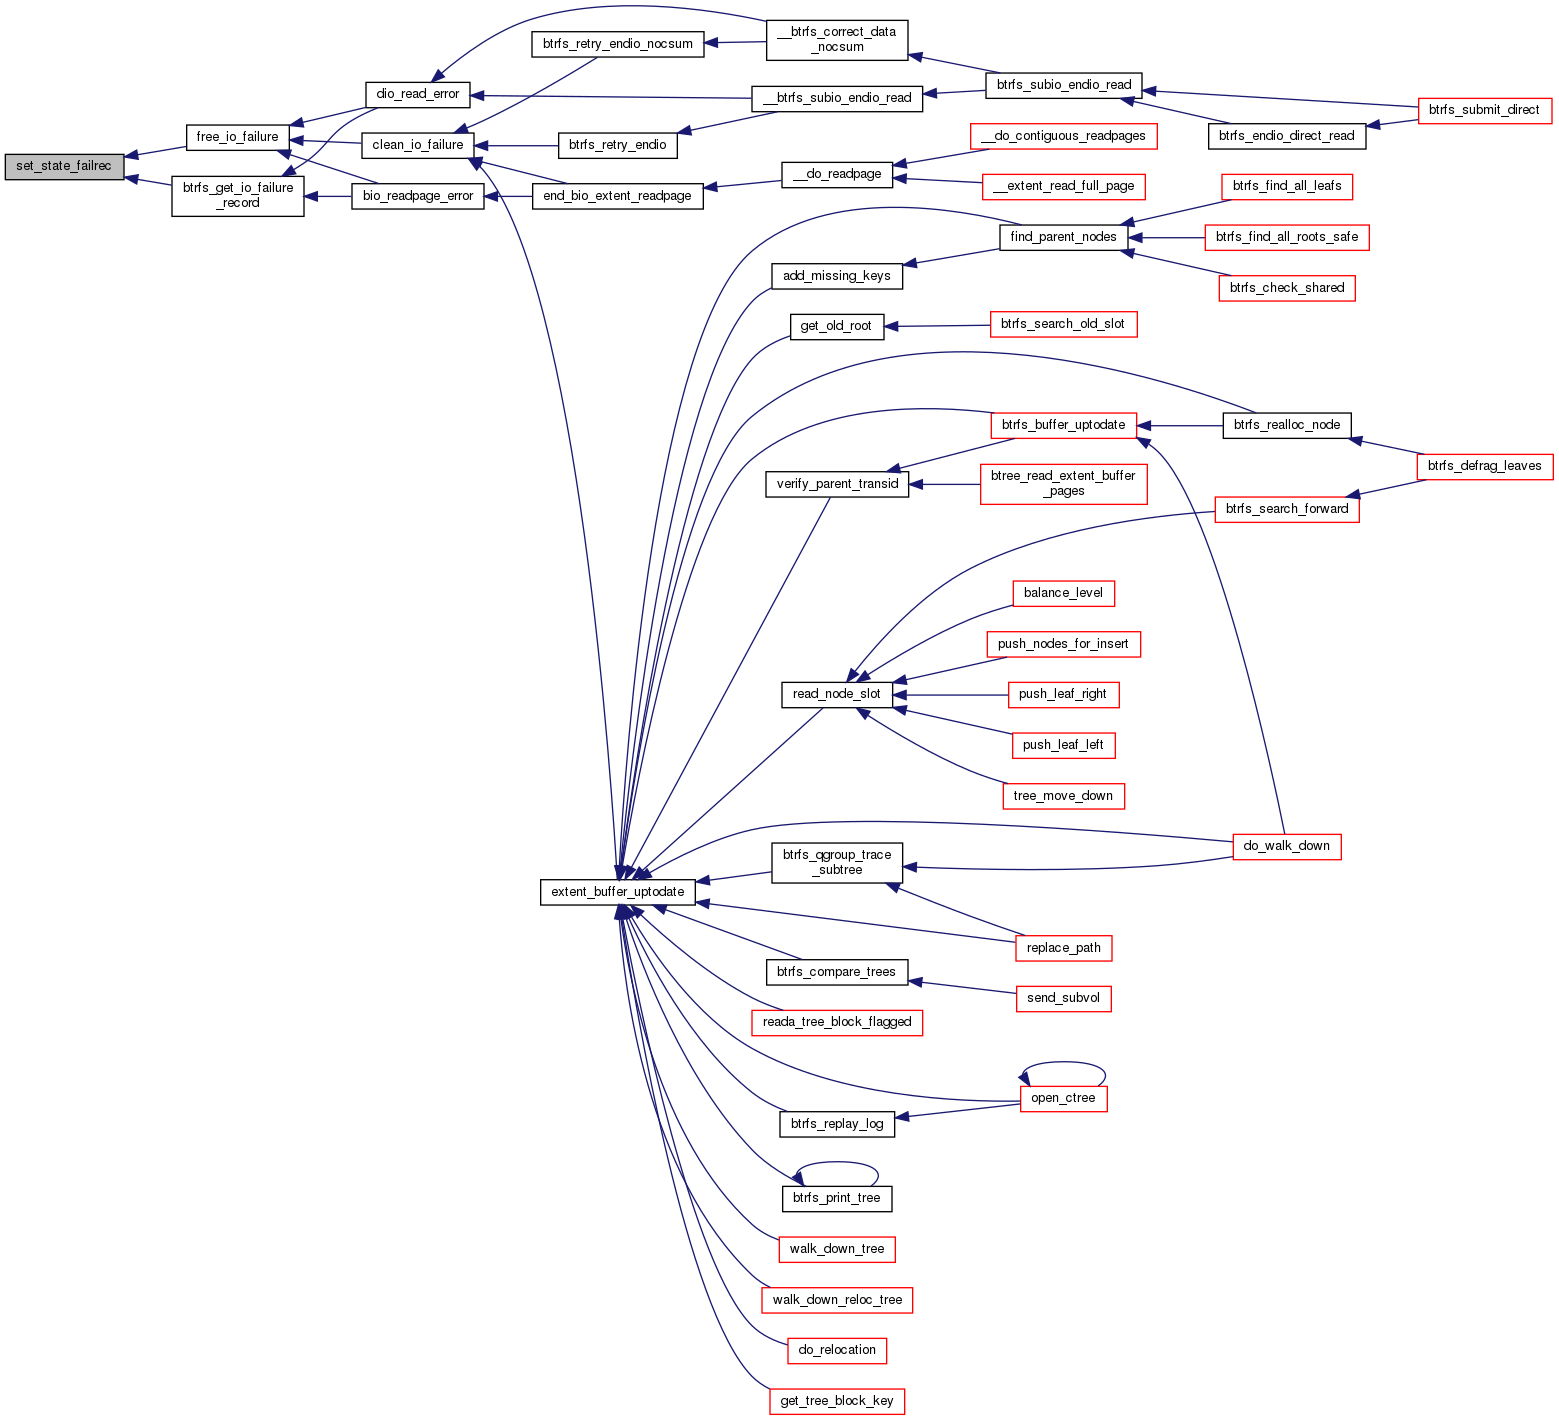 set_state_failrec
free_io_failure
btrfs_get_io_failure
_record
dio_read_error
clean_io_failure
bio_readpage_error
btrfs_retry_endio_nocsum
btrfs_retry_endio
end_bio_extent_readpage
extent_buffer_uptodate
__btrfs_correct_data
_nocsum
__btrfs_subio_endio_read
__do_readpage
add_missing_keys
get_old_root
verify_parent_transid
read_node_slot
btrfs_qgroup_trace
_subtree
btrfs_compare_trees
reada_tree_block_flagged
btrfs_replay_log
btrfs_print_tree
walk_down_tree
walk_down_reloc_tree
do_relocation
get_tree_block_key
btrfs_subio_endio_read
__do_contiguous_readpages
__extent_read_full_page
find_parent_nodes
btrfs_search_old_slot
btrfs_buffer_uptodate
btree_read_extent_buffer
_pages
balance_level
push_nodes_for_insert
push_leaf_right
push_leaf_left
tree_move_down
replace_path
send_subvol
open_ctree
btrfs_endio_direct_read
btrfs_find_all_leafs
btrfs_find_all_roots_safe
btrfs_check_shared
btrfs_realloc_node
btrfs_search_forward
do_walk_down
btrfs_submit_direct
btrfs_defrag_leaves